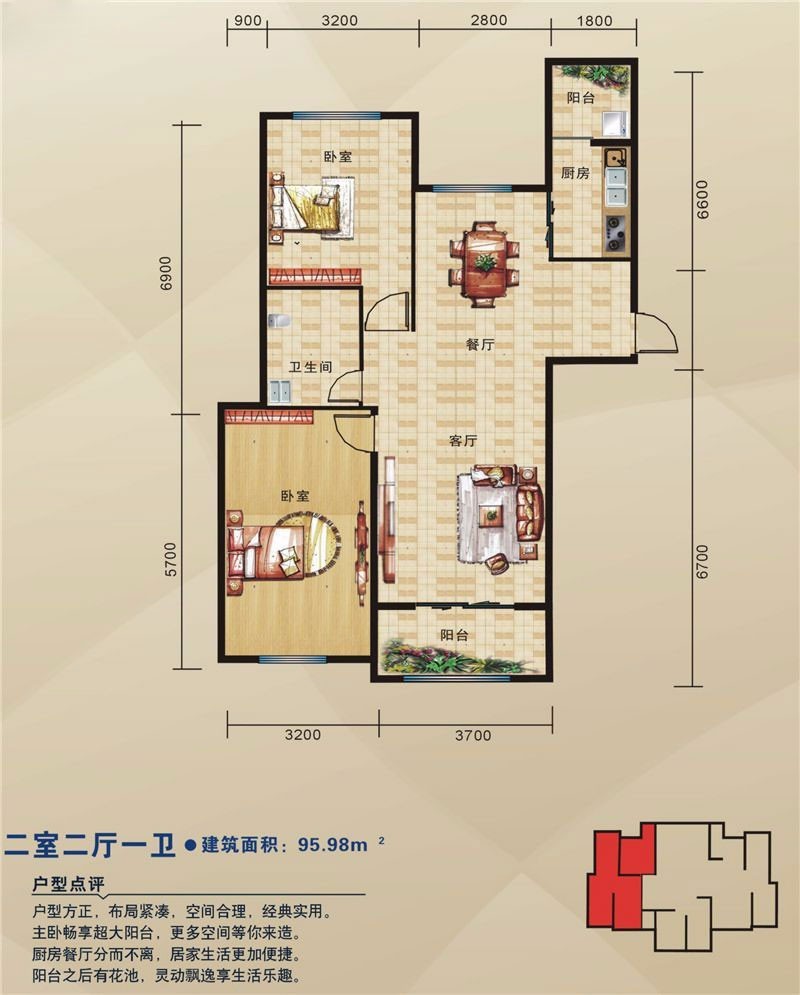 900 3200 2800 1800
阳台
卧室
厨房
6600
6900
餐厅
卫生间
客厅
卧室
5700
6700
阳台
3200 3700
二室二厅一卫●建筑面积：95.98m ²
户型点评
户型方正，布局紧凑，空间合理，经典实用。
主卧畅享超大阳台，更多空间等你来造。
厨房餐厅分而不离，居家生活更加便捷。
阳台之后有花池，灵动飘逸享生活乐趣。